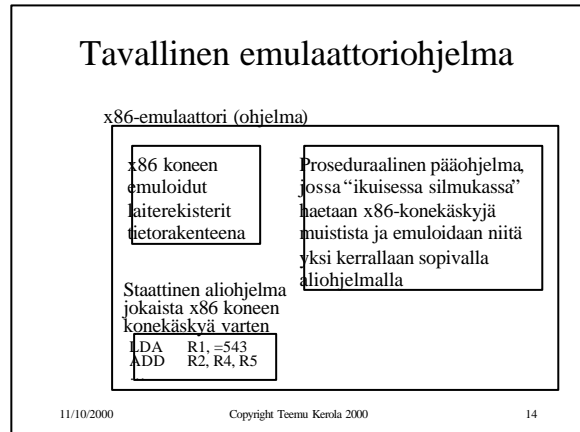 Tavallinen emulaattoriohjelma
x86-emulaattori (ohjelma)
x86 koneen
emuloidut
laiterekisterit
tietorakenteena
Proseduraalinen pääohjelma,
jossa “ikuisessa silmukassa”
haetaan x86-konekäskyjä
muistista ja emuloidaan niitä
yksi kerrallaan sopivalla
aliohjelmalla
Staattinen aliohjelma
jokaista x86 koneen
konekäskyä varten
LDA R1, =543
ADD R2, R4, R5
...
11/10/2000
Copyright Teemu Kerola 2000
14